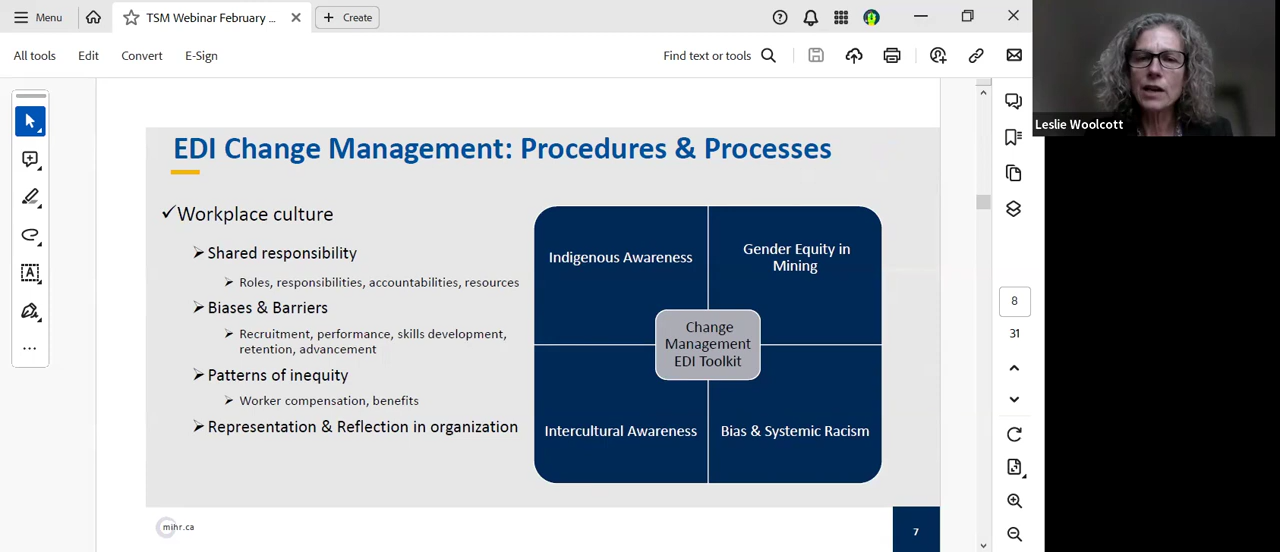 Menu
TSM Webinar February ...
Create
All tools
Edit
Convert
E-Sign
Find text or tools
Leslie Woolcott
EDI Change Management: Procedures & Processes
Workplace culture
Shared responsibility
Roles, responsibilities, accountabilities, resources
Biases & Barriers
Recruitment, performance, skills development,
retention, advancement
Patterns of inequity
Worker compensation, benefits
Representation & Reflection in organization
Indigenous Awareness
Gender Equity in
Mining
Change
Management
EDI Toolkit
Intercultural Awareness
Bias & Systemic Racism
mihr.ca
7
8
31